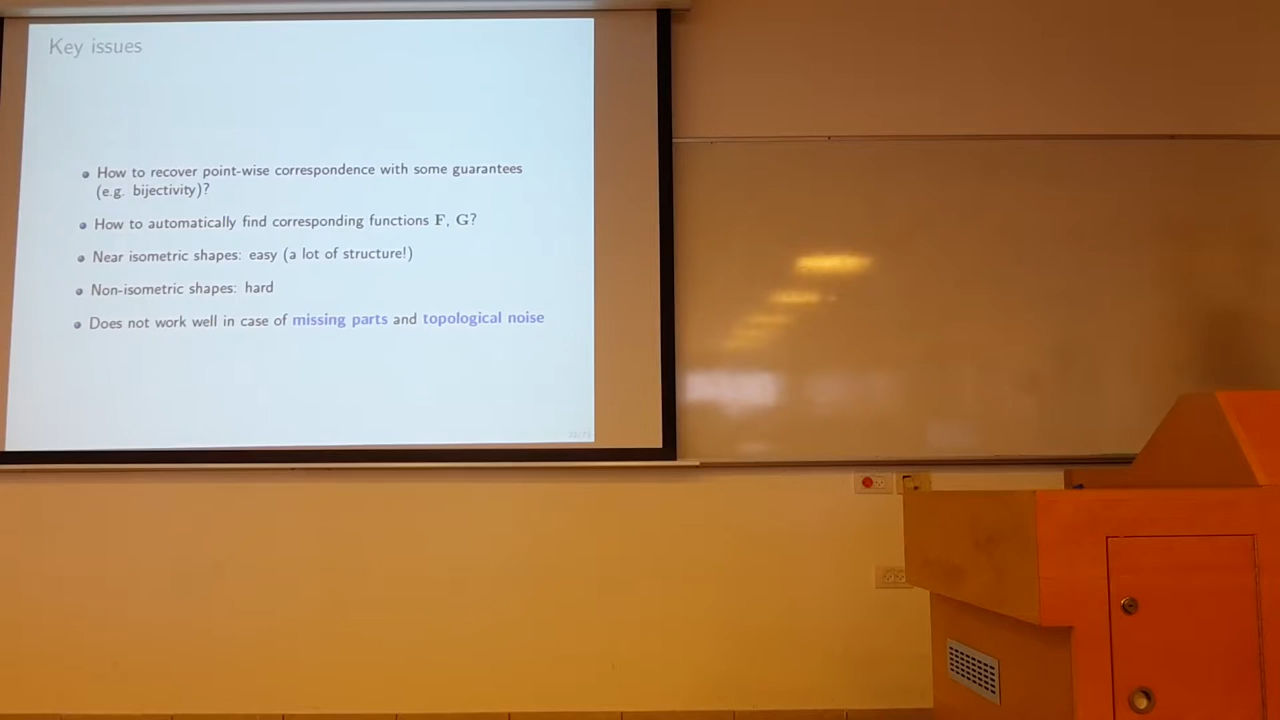 Key issues
How to recover point-wise correspondence with some guarantees
(e.g. bijectivity)?
How to automatically find corresponding functions F, G?
Near isometric shapes: easy (a lot of structure!)
Non-isometric shapes: hard
Does not work well in case of missing parts and topological noise